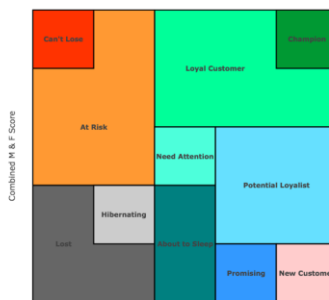 Can't Lose
Champion
Loyal Customer
At Risk
Need Attention
Potential Loyalist
Hibernating
Lost
About to Sleep
Promising
New Custome
Combined M & F Score